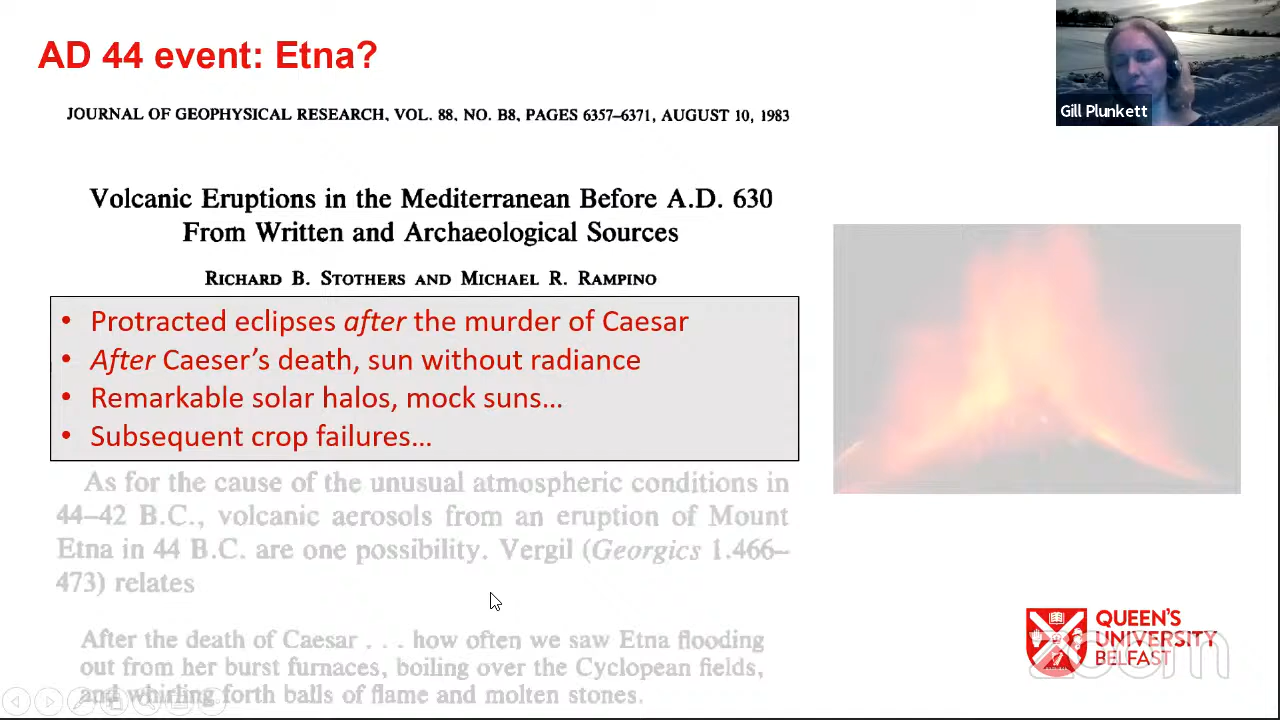 AD 44 event: Etna?
Gill Plunkett
JOURNAL OF GEOPHYSICAL RESEARCH, VOL. 88, NO. B8, PAGES 6357–6371, AUGUST 10, 1983
Volcanic Eruptions in the Mediterranean Before A.D. 630
From Written and Archaeological Sources
RICHARD B. STOTHERS AND MICHAEL R. RAMPINO
• Protracted eclipses after the murder of Caesar
• After Caeser's death, sun without radiance
• Remarkable solar halos, mock suns...
• Subsequent crop failures...
As for the cause of the unusual atmospheric conditions in
44–42 B.C., volcanic aerosols from an eruption of Mount
Etna in 44 B.C. are one possibility. Vergil (Georgics 1.466–
473) relates
After the death of Caesar . . . how often we saw Etna flooding
out from her burst furnaces, boiling over the Cyclopean fields,
and whirling forth balls of flame and molten stones.
QUEEN'S
UNIVERSITY
BELFAST
zoom